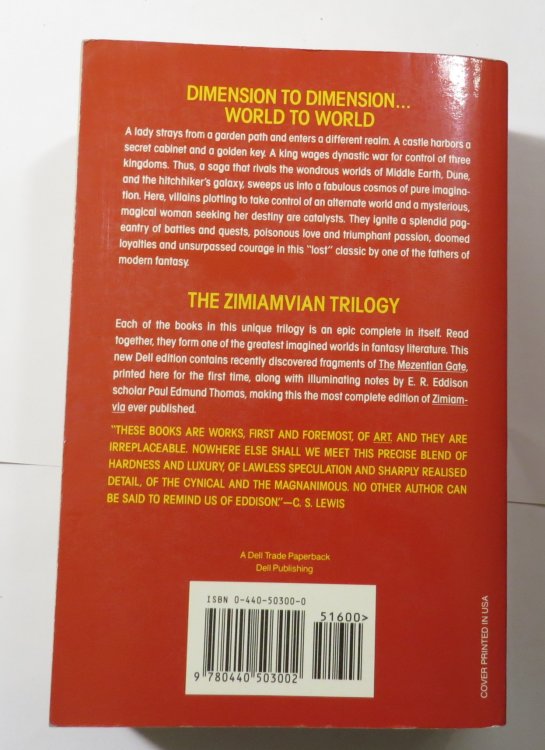 DIMENSION TO DIMENSION...
WORLD TO WORLD
A lady strays from a garden path and enters a different realm. A castle harbors a
secret cabinet and a golden key. A king wages dynastic war for control of three
kingdoms. Thus, a saga that rivals the wondrous worlds of Middle Earth, Dune,
and the hitchhiker's galaxy, sweeps us into a fabulous cosmos of pure imagina-
tion. Here, villains plotting to take control of an alternate world and a mysterious,
magical woman seeking her destiny are catalysts. They ignite a splendid pag-
eantry of battles and quests, poisonous love and triumphant passion, doomed
loyalties and unsurpassed courage in this "lost" classic by one of the fathers of
modern fantasy.
THE ZIMIAMVIAN TRILOGY
Each of the books in this unique trilogy is an epic complete in itself. Read
together, they form one of the greatest imagined worlds in fantasy literature. This
new Dell edition contains recently discovered fragments of The Mezentian Gate,
printed here for the first time, along with illuminating notes by E. R. Eddison
scholar Paul Edmund Thomas, making this the most complete edition of Zimiam-
via ever published.
"THESE BOOKS ARE WORKS, FIRST AND FOREMOST, OF ART. AND THEY ARE
IRREPLACEABLE. NOWHERE ELSE SHALL WE MEET THIS PRECISE BLEND OF
HARDNESS AND LUXURY, OF LAWLESS SPECULATION AND SHARPLY REALISED
DETAIL, OF THE CYNICAL AND THE MAGNANIMOUS. NO OTHER AUTHOR CAN
BE SAID TO REMIND US OF EDDISON."—C. S. LEWIS
A Dell Trade Paperback
Dell Publishing
ISBN 0-440-50300-0
51600>
9 780440 503002
COVER PRINTED IN USA